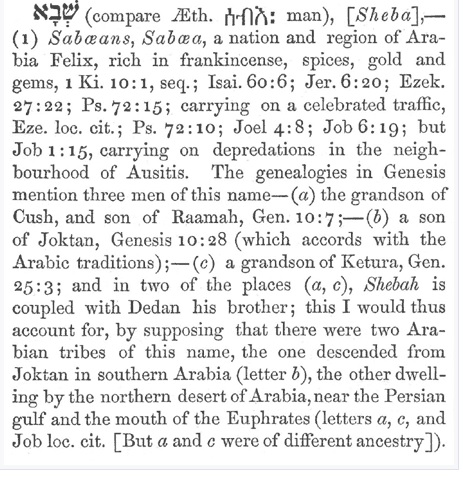 שְׁבָא (compare Æth. ሰብእ: man), [Sheba],—
(1) Sabæans, Sabæa, a nation and region of Ara-
bia Felix, rich in frankincense, spices, gold and
gems, 1 Ki. 10:1, seq.; Isai. 60:6; Jer. 6:20; Ezek.
27:22; Ps. 72:15; carrying on a celebrated traffic,
Eze. loc. cit.; Ps. 72:10; Joel 4:8; Job 6:19; but
Job 1:15, carrying on depredations in the neigh-
bourhood of Ausitis. The genealogies in Genesis
mention three men of this name—(a) the grandson of
Cush, and son of Raamah, Gen. 10:7;—(b) a son
of Joktan, Genesis 10:28 (which accords with the
Arabic traditions);—(c) a grandson of Ketura, Gen.
25:3; and in two of the places (a, c), Shebah is
coupled with Dedan his brother; this I would thus
account for, by supposing that there were two Ara-
bian tribes of this name, the one descended from
Joktan in southern Arabia (letter b), the other dwell-
ing by the northern desert of Arabia, near the Persian
gulf and the mouth of the Euphrates (letters a, c, and
Job loc. cit. [But a and c were of different ancestry]).